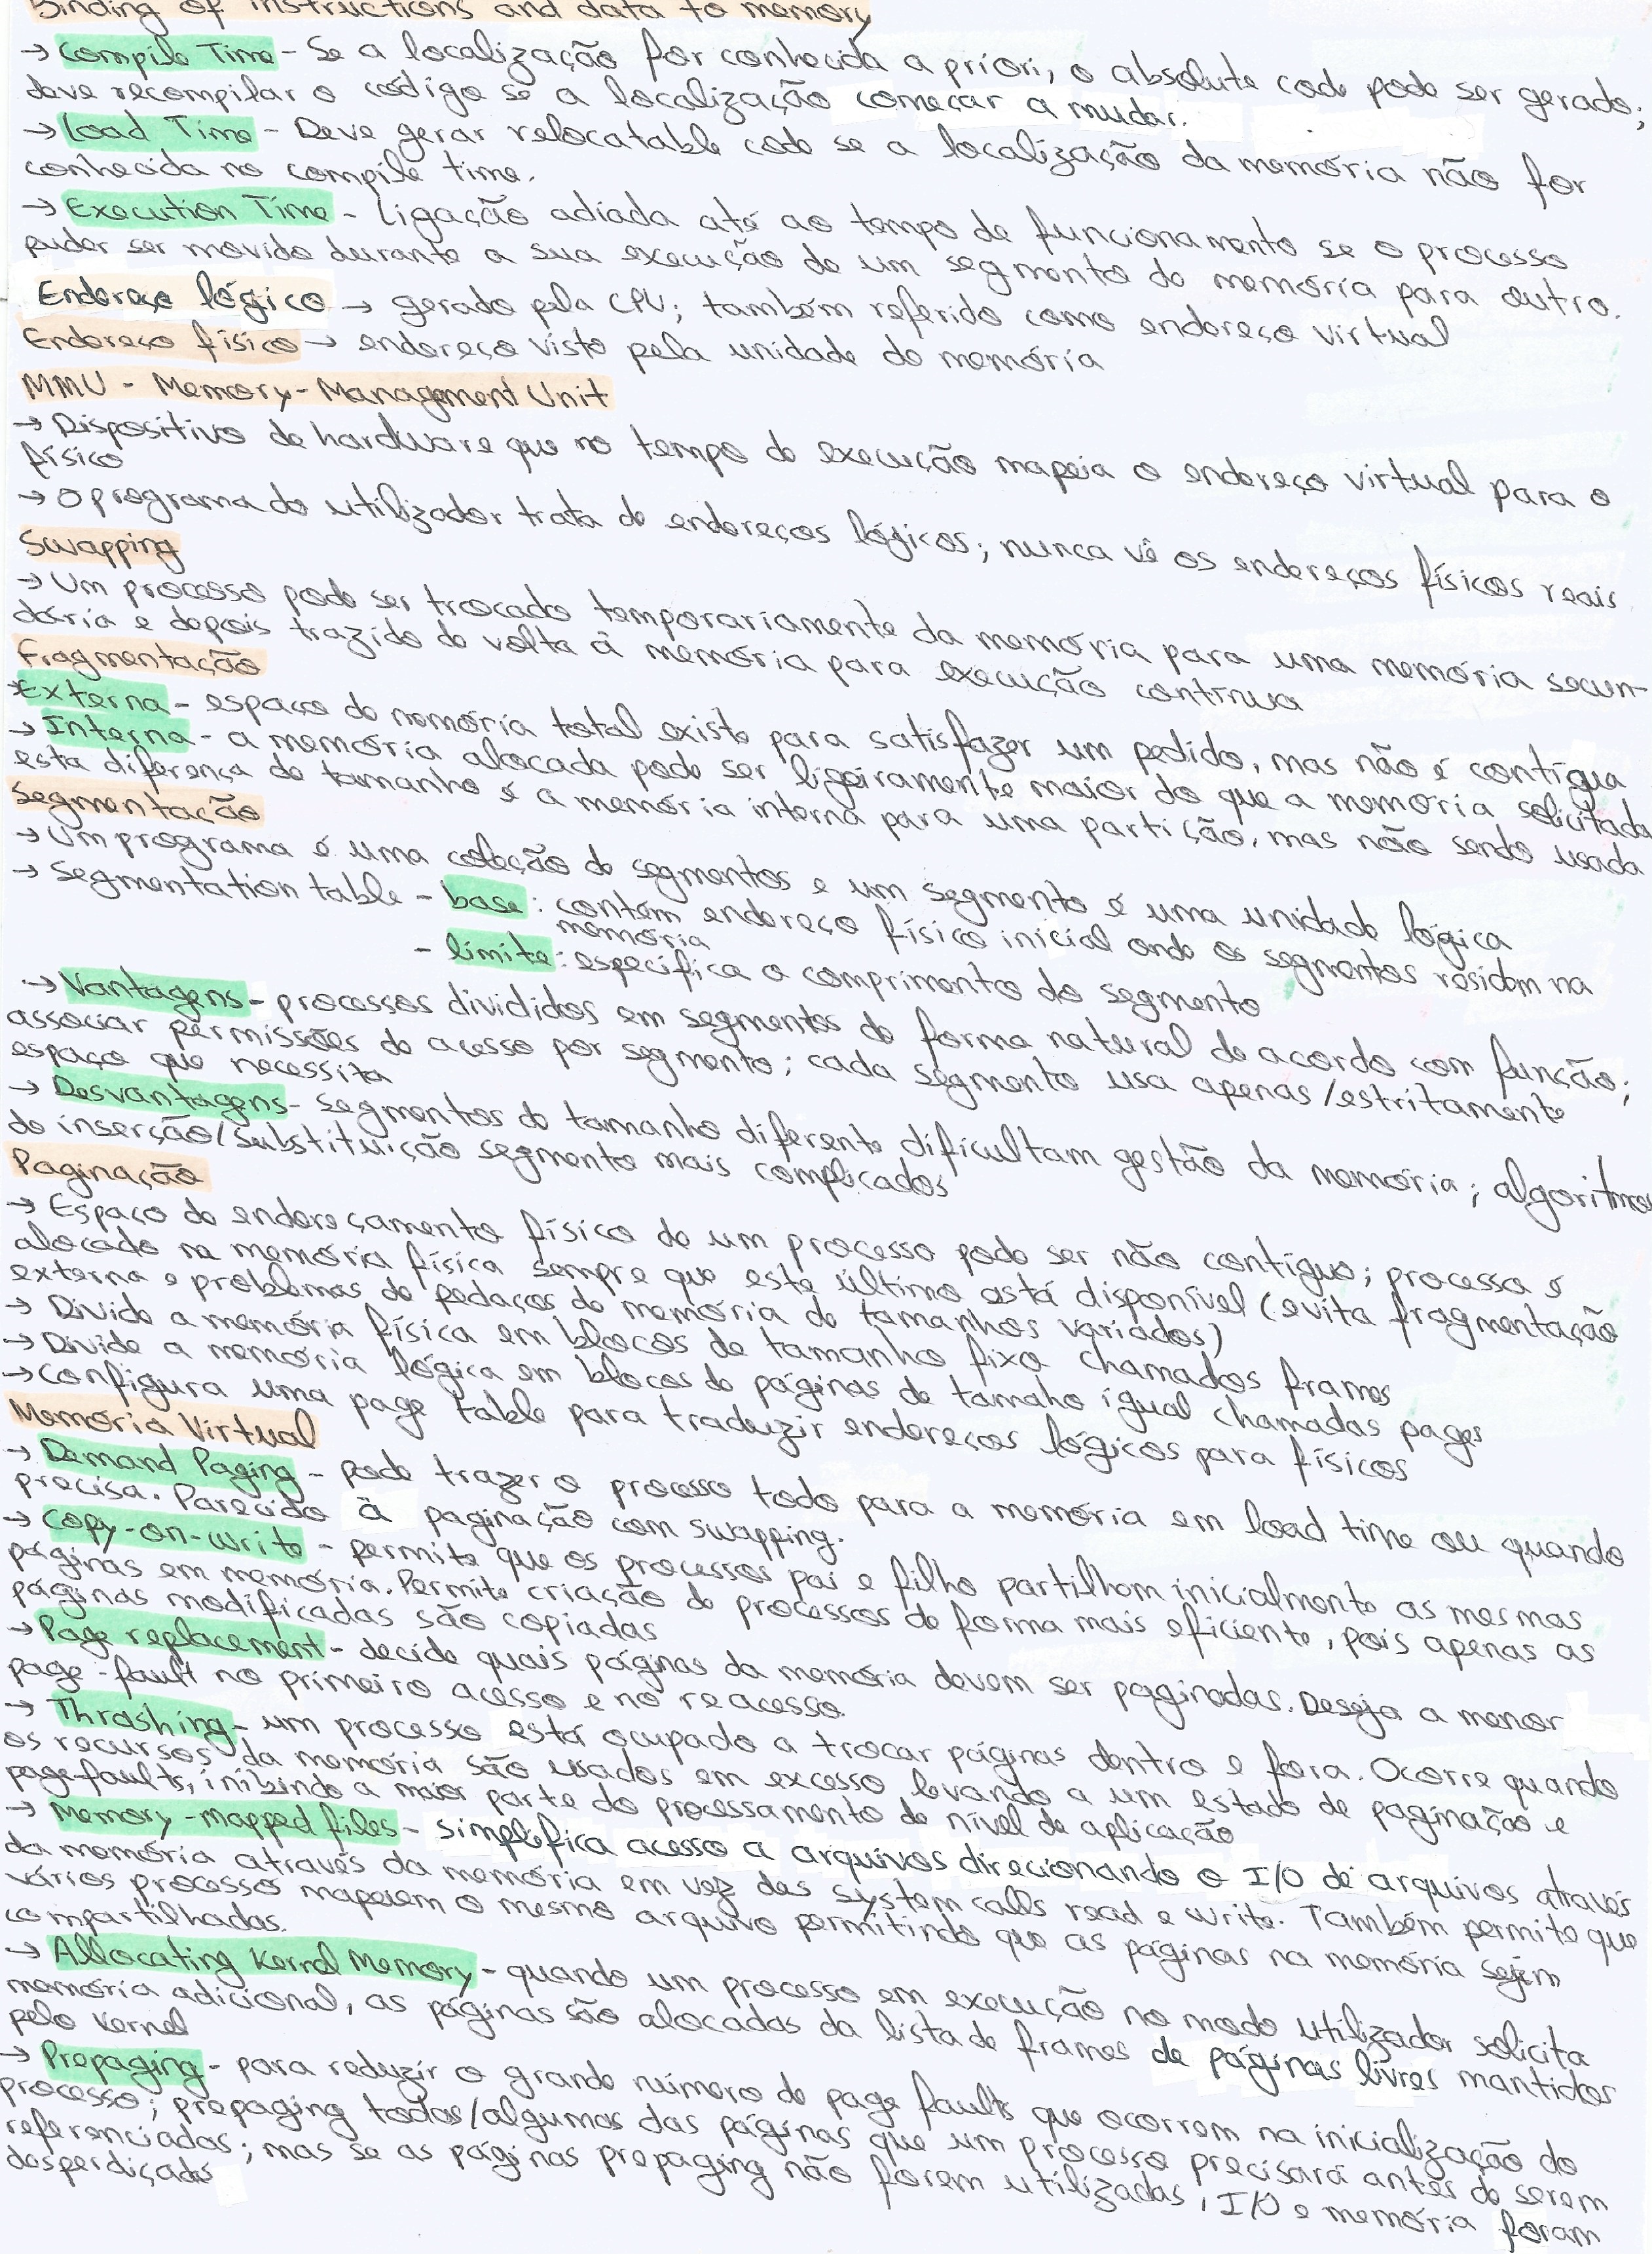 Binding of instructions and data to memory
→ Compile Time - Se a localização for conhecida a priori, o absolute code pode ser gerado;
deve recompilar o código se a localização começar a mudar.
→ Load Time - Deve gerar relocatable code se a localização da memória não for
conhecida no compile time.
→ Execution Time - Ligação adiada até ao tempo de funcionamento se o processo
puder ser movido durante a sua execução de um segmento de memória para outro.
Endereço lógico → gerado pela CPU; também referido como endereço virtual
Endereço físico → endereço visto pela unidade de memória
MMU - Memory-Management Unit
→ Dispositivo de hardware que no tempo de execução mapeia o endereço virtual para o
físico
→ O programa do utilizador trata de endereços lógicos; nunca vê os endereços físicos reais
Swapping
→ Um processo pode ser trocado temporariamente da memória para uma memória secun-
dária e depois trazido de volta à memória para execução contínua
Fragmentação
→ Externa - espaço de memória total existe para satisfazer um pedido, mas não é contígua
→ Interna - a memória alocada pode ser ligeiramente maior do que a memória solicitada
esta diferença de tamanho é a memória interna para uma partição, mas não sendo usada
Segmentação
→ Um programa é uma coleção de segmentos e um segmento é uma unidade lógica
→ Segmentation table - base: contém endereço físico inicial onde os segmentos residem na
memória
- limite: especifica o comprimento do segmento
→ Vantagens - processos divididos em segmentos de forma natural de acordo com função;
associar permissões de acesso por segmento; cada segmento usa apenas/estritamente
espaço que necessita
→ Desvantagens - segmentos de tamanho diferente dificultam gestão da memória; algoritmos
de inserção/substituição segmento mais complicados
Paginação
→ Espaço de endereçamento físico de um processo pode ser não contíguo; processo é
alocado na memória física sempre que este último está disponível (evita fragmentação
externa e problemas de pedaços de memória de tamanhos variados)
→ Divide a memória física em blocos de tamanho fixo chamados frames
→ Divide a memória lógica em blocos de páginas de tamaho igual chamadas pages
→ Configura uma page table para traduzir endereços lógicos para físicos
Memória Virtual
→ Demand Paging - pode trazer o processo todo para a memória em load time ou quando
precisa. Parecido à paginação com swapping.
→ Copy-on-write - permite que os processos pai e filho partilhem inicialmente as mesmas
páginas em memória. Permite criação de processos de forma mais eficiente, pois apenas as
páginas modificadas são copiadas
→ Page replacement - decide quais páginas da memória devem ser paginadas. Deseja a menor
page-fault no primeiro acesso e no reacesso
→ Thrashing - um processo está ocupado a trocar páginas dentro e fora. Ocorre quando
os recursos da memória são usados em excesso levando a um estado de paginação e
page-faults, inibindo a maior parte do processamento de nível de aplicação
→ Memory-mapped files - simplifica acesso a arquivos direcionando o I/O de arquivos através
da memória através da memória em vez das system calls read e write. Também permite que
vários processo mapeiem o mesmo arquivo permitindo que as páginas na memória sejem
compartilhadas.
→ Allocating Kernel Memory - quando um processo em execução no modo utilizador solicita
memória adicional, as páginas são alocadas da lista de frames de páginas livres mantidos
pelo Kernel
→ Prepaging - para reduzir o grande número de page faults que ocorrem na inicialização do
processo; prepaging todas/algumas das páginas que um processo precisará antes de serem
referenciadas; mas se as páginas prepaging não forem utilizadas, I/O e memória foram
desperdiçados